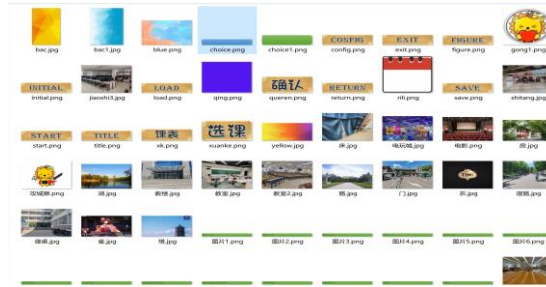 CONFIG
EXIT
FIGURE
bac.jpg
bac1.jpg
blue.png
choice.png
choice1.png
config.png
exit.png
figure.png
gong1.png
INITIAL
LOAD
确认
RETURN
SAVE
initial.png
jiaoshi3.jpg
load.png
qing.png
queren.png
return.png
rili.png
save.png
shitang.jpg
START
TITLE
课表
选课
start.png
title.png
xk.png
xuanke.png
yellow.jpg
床.jpg
电玩城.jpg
电影.png
攻城狮.png
湖.jpg
教楼.jpg
教室.jpg
教室2.jpg
路.jpg
门.jpg
衣.jpg
图片1.png
图片2.png
图片3.png
图片4.png
图片5.png
图片6.png